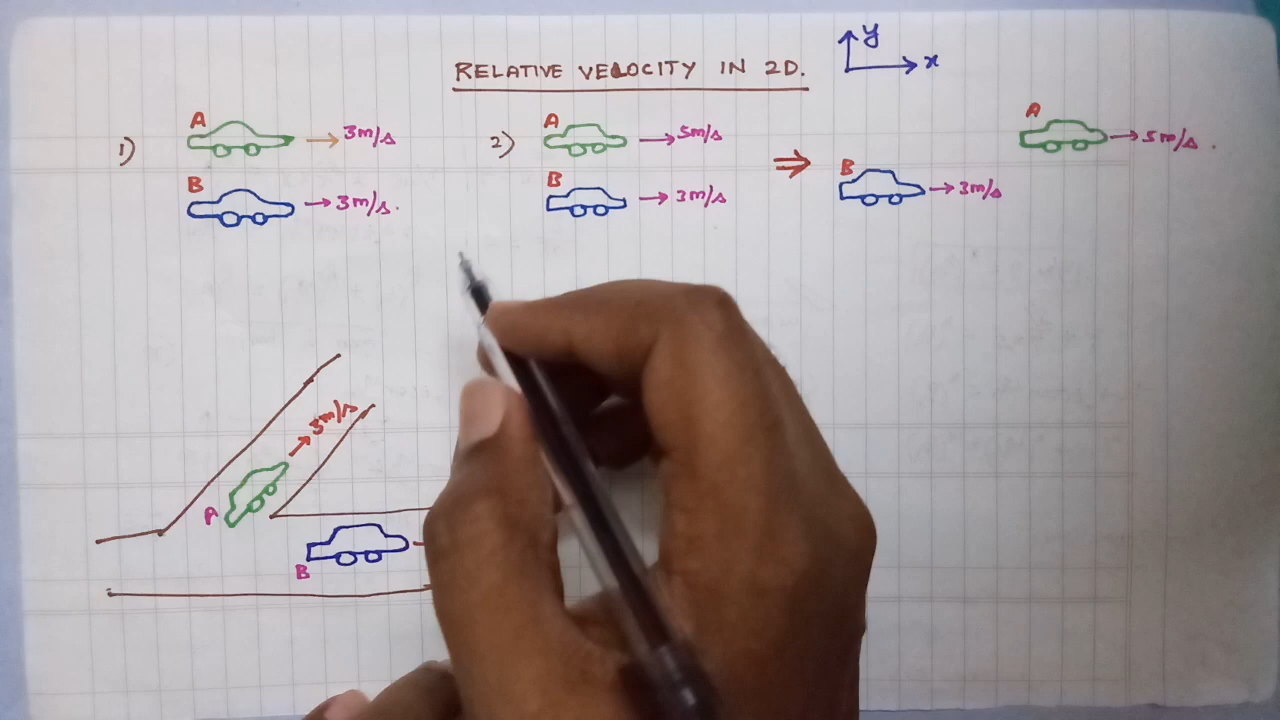 RELATIVE VELOCITY IN 2D.
y
x
1)
A
3m/s
B
3m/s.
2)
A
5m/s
B
3m/s
⇒
A
5m/s.
B
3m/s
3m/s
A
B